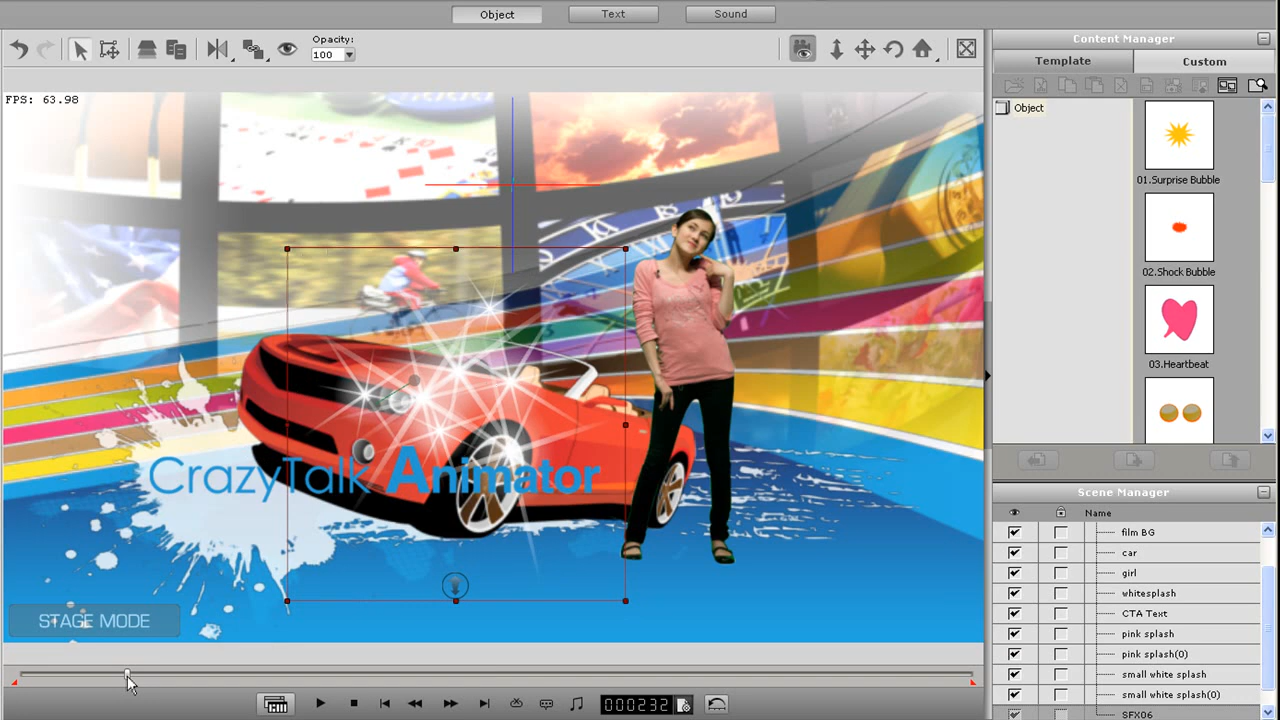 Object
Text
Sound
Opacity:
100
Content Manager
Template
Custom
FPS: 63.98
Object
01.Surprise Bubble
02.Shock Bubble
03.Heartbeat
CrazyTalk Animator
Scene Manager
Name
film BG
car
girl
whitesplash
CTA Text
pink splash
pink splash(0)
small white splash
small white splash(0)
SFX06
STAGE MODE
000232